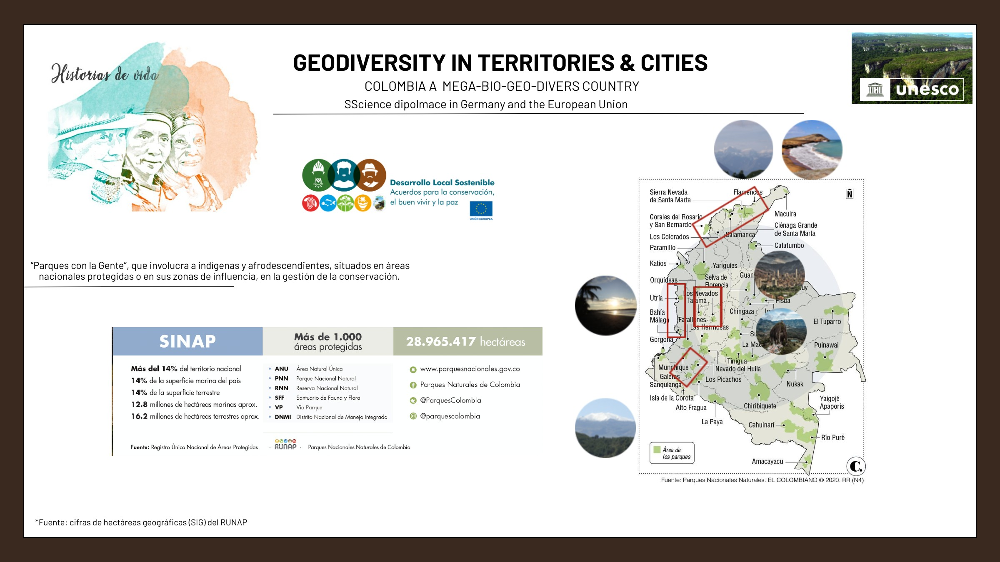 Historias de vida
GEODIVERSITY IN TERRITORIES & CITIES
COLOMBIA A MEGA-BIO-GEO-DIVERS COUNTRY
SScience dipolmace in Germany and the European Union
unesco
Desarrollo Local Sostenible
Acuerdos para la conservación,
el buen vivir y la paz
UNIÓN EUROPEA
“Parques con la Gente”, que involucra a indígenas y afrodescendientes, situados en áreas
nacionales protegidas o en sus zonas de influencia, en la gestión de la conservación.
SINAP
Más del 14% del territorio nacional
14% de la superficie marina del país
14% de la superficie terrestre
12.8 millones de hectáreas marinas aprox.
16.2 millones de hectáreas terrestres aprox.
Más de 1.000
áreas protegidas
• ANU Área Natural Única
• PNN Parque Nacional Natural
• RNN Reserva Nacional Natural
• SFF Santuario de Fauna y Flora
• VP Vía Parque
• DNMI Distrito Nacional de Manejo Integrado
28.965.417 hectáreas
www.parquesnacionales.gov.co
Parques Naturales de Colombia
@ParquesColombia
@parquescolombia
Fuente: Registro Único Nacional de Áreas Protegidas · RUNAP · Parques Nacionales Naturales de Colombia
*Fuente: cifras de hectáreas geográficas (SIG) del RUNAP
N
Sierra Nevada
de Santa Marta
Flamencos
Corales del Rosario
y San Bernardo
Macuira
Ciénaga Grande
de Santa Marta
Los Colorados
Salamanca
Paramillo
Catatumbo
Katios
Yariguíes
Orquídeas
Selva de
Florencia
Guan
uy
Utría
Los Nevados
Tatamá
Pisba
Bahía
Málaga
Chingaza
Farallones
Las Hermosas
El Tuparro
Su
Gorgona
La Mac
Puinawai
Tinigua
Munchique
Nevado del Huila
Galeras
Los Picachos
Sanquianga
Nukak
Isla de la Corota
Alto Fragua
Chiribiquete
Yaigojé
Apaporis
La Paya
Cahuinarí
Río Puré
Área de
los parques
Amacayacu
C.
Fuente: Parques Nacionales Naturales. EL COLOMBIANO © 2020. RR (N4)